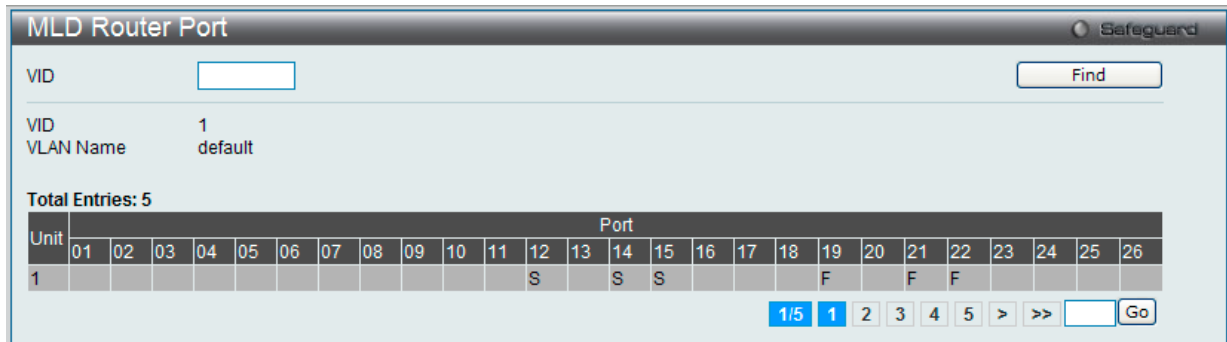 MLD Router Port Safeguard
VID Find
VID 1
VLAN Name default
Total Entries: 5
Unit Port
01 02 03 04 05 06 07 08 09 10 11 12 13 14 15 16 17 18 19 20 21 22 23 24 25 26
1 S S S F F F
1/5 1 2 3 4 5 > >> Go